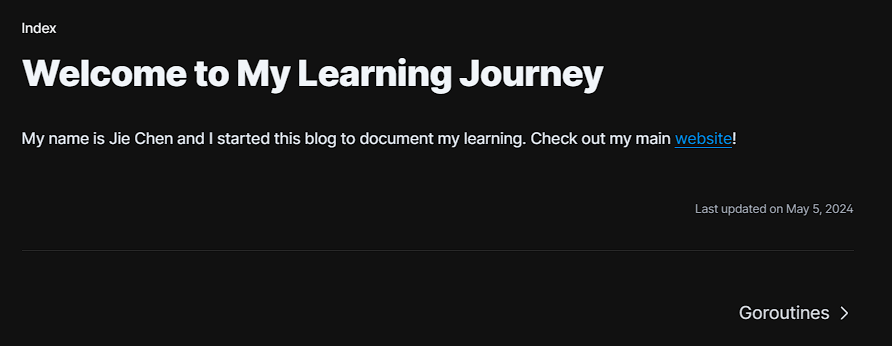 Index
Welcome to My Learning Journey
My name is Jie Chen and I started this blog to document my learning. Check out my main website!
Last updated on May 5, 2024
Goroutines